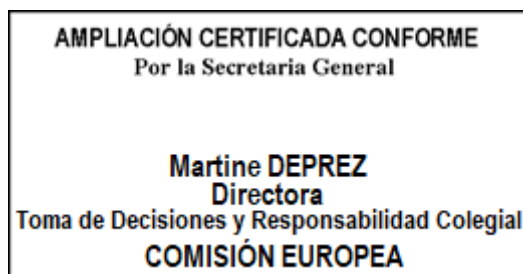 AMPLIACIÓN CERTIFICADA CONFORME
Por la Secretaria General
Martine DEPREZ
Directora
Toma de Decisiones y Responsabilidad Colegial
COMISIÓN EUROPEA